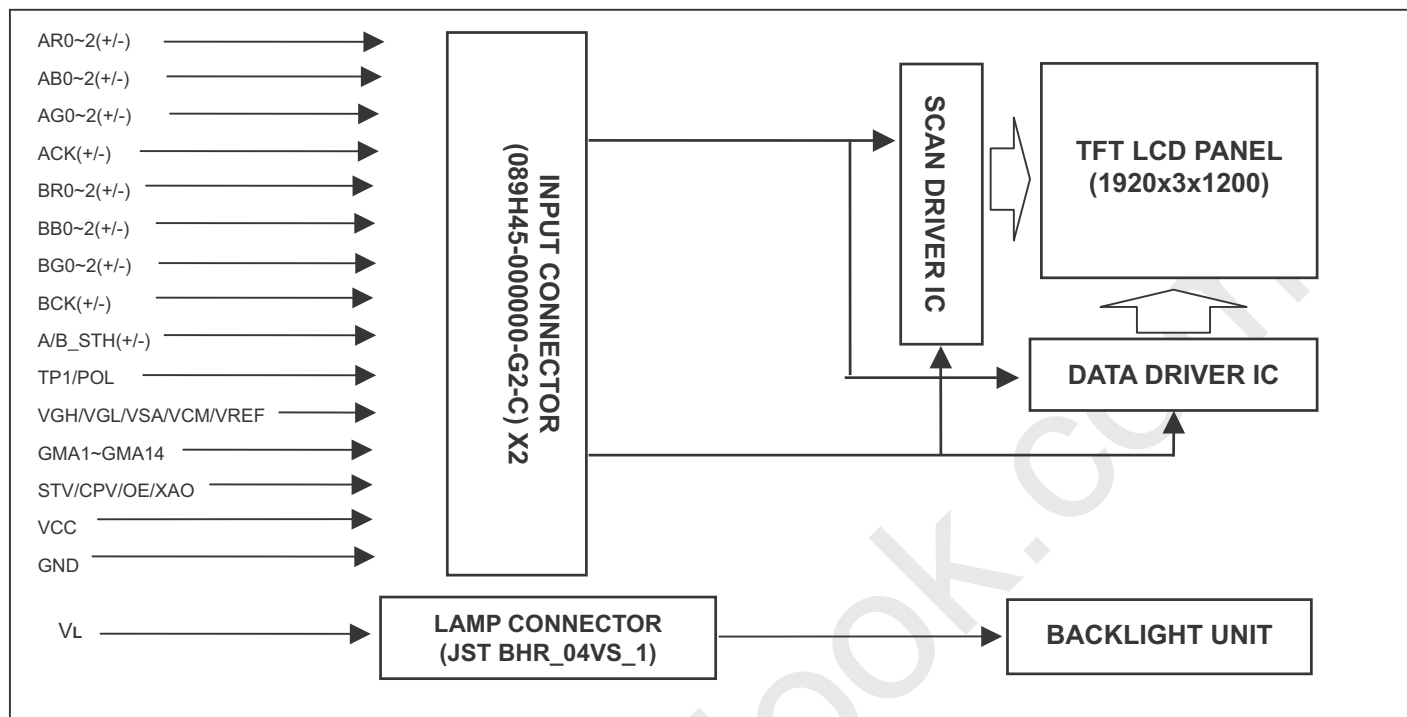 AR0~2(+/-)
AB0~2(+/-)
AG0~2(+/-)
ACK(+/-)
BR0~2(+/-)
BB0~2(+/-)
BG0~2(+/-)
BCK(+/-)
A/B_STH(+/-)
TP1/POL
VGH/VGL/VSA/VCM/VREF
GMA1~GMA14
STV/CPV/OE/XAO
VCC
GND
VL
INPUT CONNECTOR
(089H45-000000-G2-C) X2
SCAN DRIVER IC
TFT LCD PANEL
(1920x3x1200)
DATA DRIVER IC
LAMP CONNECTOR
(JST BHR_04VS_1)
BACKLIGHT UNIT
ook.com